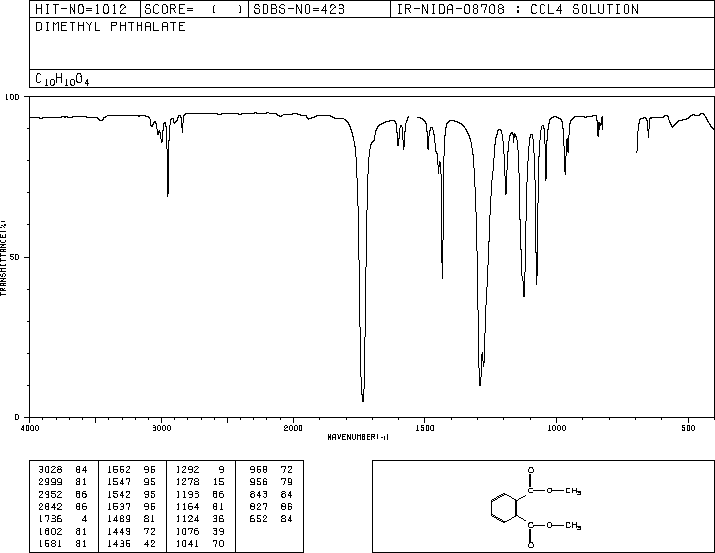 HIT-NO=1012 SCORE= ( ) SDBS-NO=423 IR-NIDA-08708 : CCL4 SOLUTION
DIMETHYL PHTHALATE
C10H10O4
100
50
0
TRANSMITTANCE(%)
4000 3000 2000 1500 1000 500
WAVENUMBER(-1)
3028 84 1562 96 1292 9 968 72
2999 81 1547 95 1278 15 956 79
2952 66 1542 95 1193 66 843 84
2842 86 1537 96 1164 81 827 86
1736 4 1489 81 1124 36 652 84
1602 81 1449 72 1076 39
1581 81 1436 42 1041 70
O
C O CH3
C O CH3
O